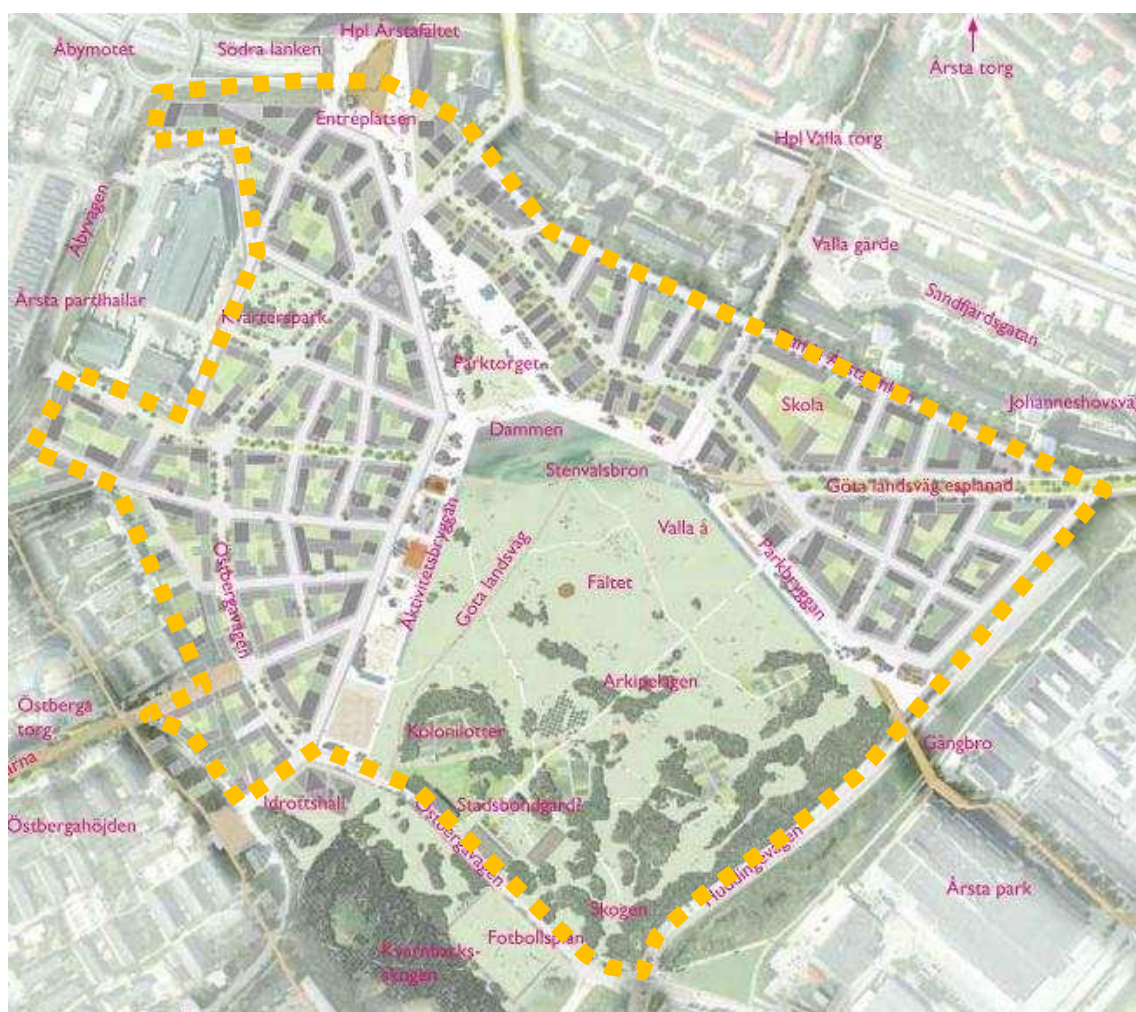 Hpl Årstafältet
Åbymotet
Södra länken
Årsta torg
Entréplatsen
Hpl Valla torg
Åbyvägen
Valla gärde
Årsta partihallar
Sandfjärdsgatan
Kvarterspark
Parktorget
Skola
Johanneshovsvä
Dammen
Stenvalsbron
Göta landsväg esplanad
Valla å
Östbergavägen
Aktivitetsbryggan
Göta landsväg
Fältet
Parkbryggan
Arkipelagen
Östberga
torg
Kolonilotter
Gångbro
arna
Idrottshall
Stadsbondgård
Östbergahöjden
Östbergavägen
Huddingevägen
Årsta park
Skogen
Fotbollsplan
Kvarnbacks-
skogen